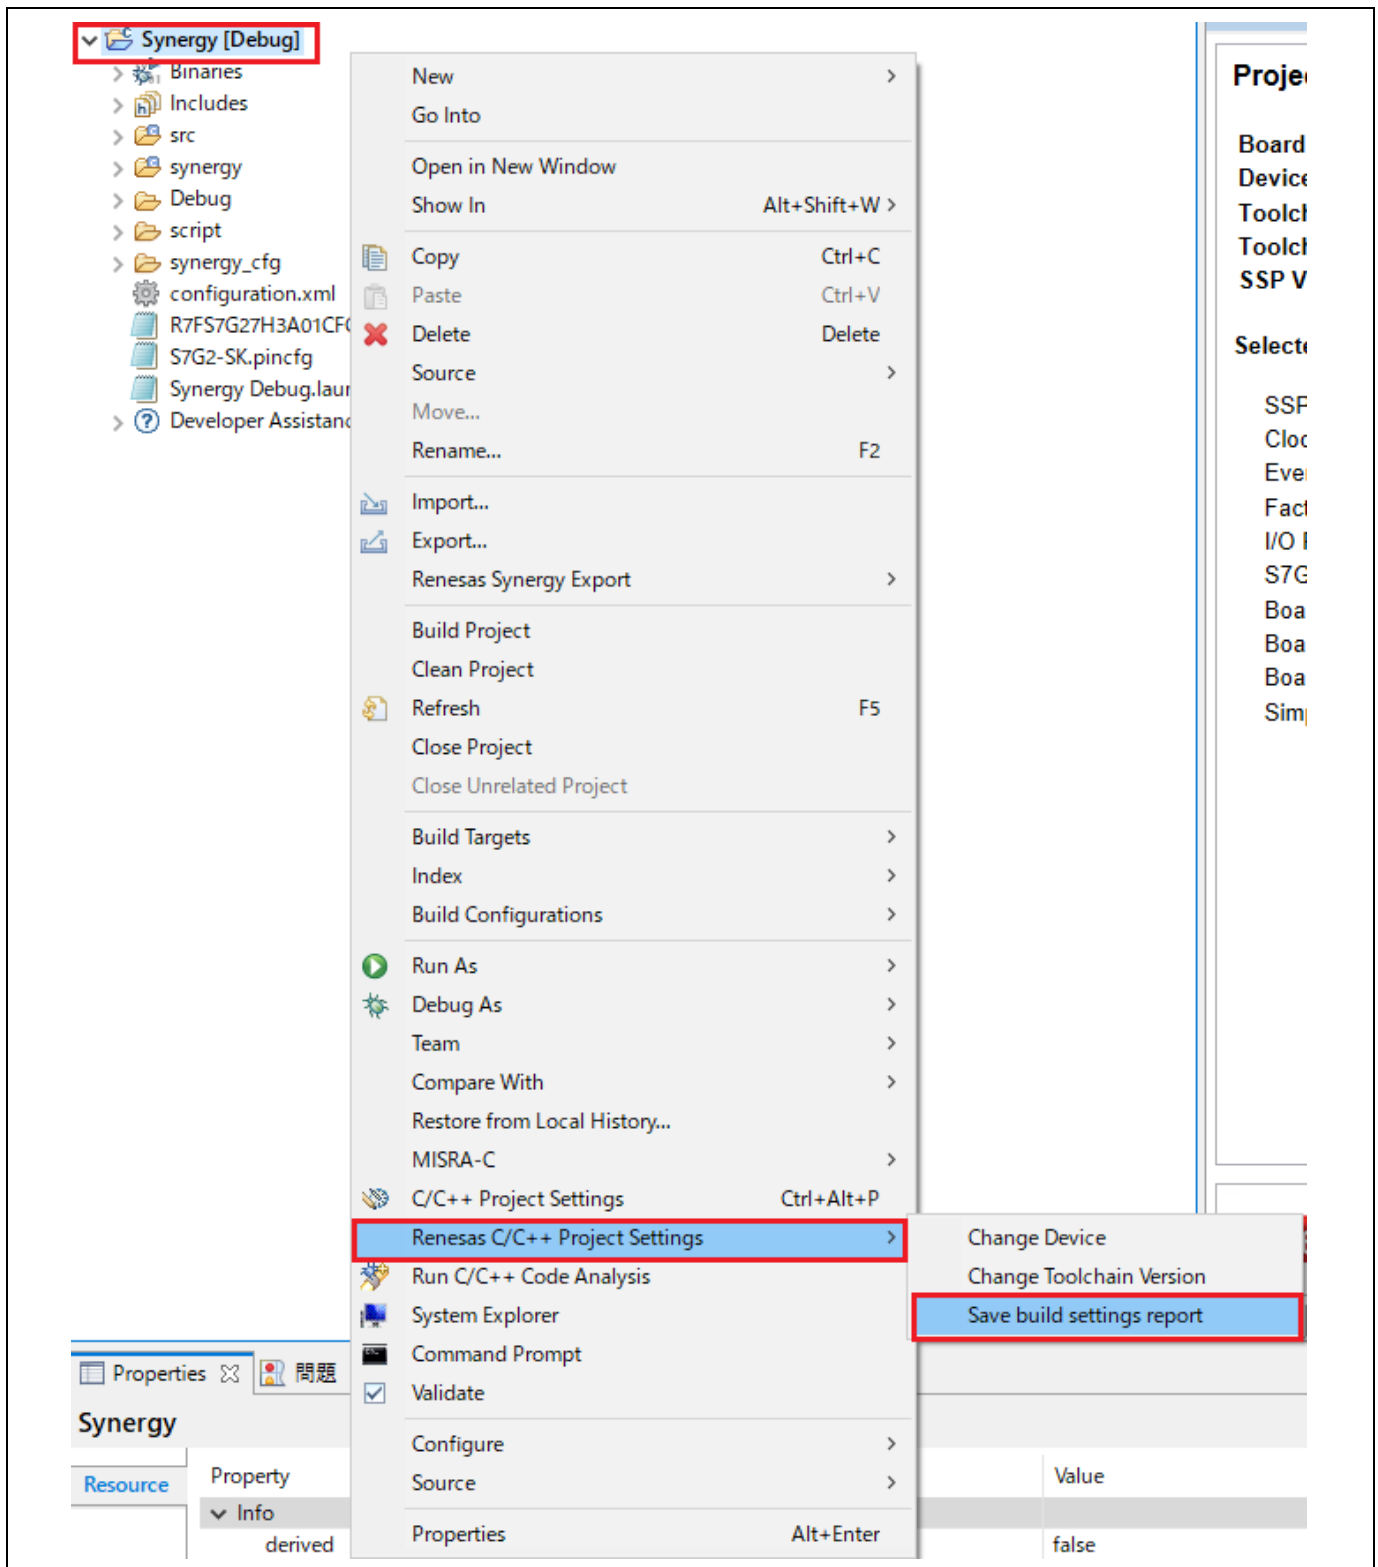 Synergy [Debug]
Binaries
Includes
src
synergy
Debug
script
synergy_cfg
configuration.xml
R7FS7G27H3A01CF
S7G2-SK.pincfg
Synergy Debug.lau
Developer Assistan
New
Go Into
Open in New Window
Show In Alt+Shift+W
Copy Ctrl+C
Paste Ctrl+V
Delete Delete
Source
Move...
Rename... F2
Import...
Export...
Renesas Synergy Export
Build Project
Clean Project
Refresh F5
Close Project
Close Unrelated Project
Build Targets
Index
Build Configurations
Run As
Debug As
Team
Compare With
Restore from Local History...
MISRA-C
C/C++ Project Settings Ctrl+Alt+P
Renesas C/C++ Project Settings
Run C/C++ Code Analysis
System Explorer
Command Prompt
Validate
Configure
Source
Properties Alt+Enter
Change Device
Change Toolchain Version
Save build settings report
Proje
Board
Device
Toolch
Toolch
SSP V
Selecte
SSP
Cloc
Eve
Fact
I/O
S7G
Boa
Boa
Boa
Sim
Properties 問題
Synergy
Resource
Property Value
Info
derived false